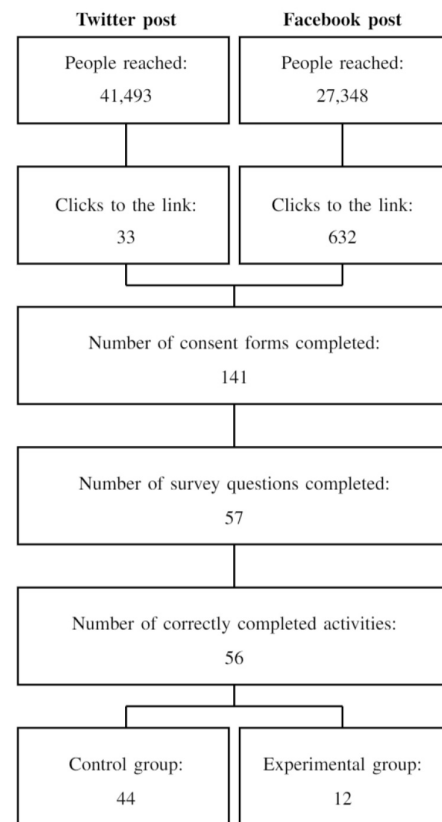 Twitter post
Facebook post
People reached:
41,493
People reached:
27,348
Clicks to the link:
33
Clicks to the link:
632
Number of consent forms completed:
141
Number of survey questions completed:
57
Number of correctly completed activities:
56
Control group:
44
Experimental group:
12